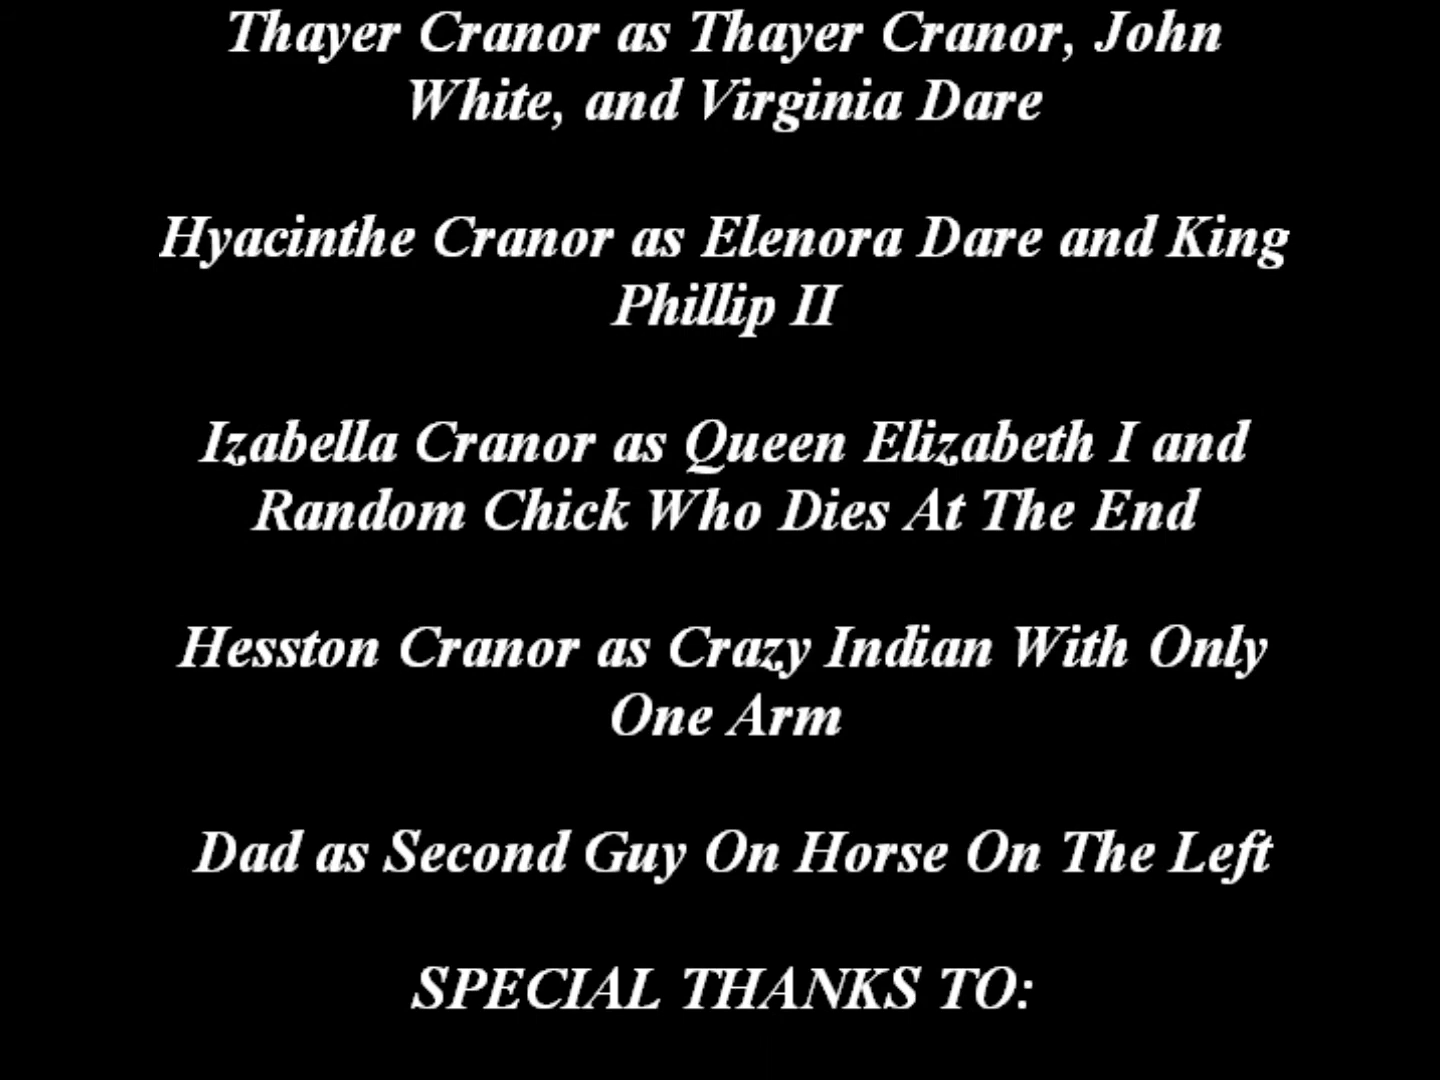 Thayer Cranor as Thayer Cranor, John
White, and Virginia Dare
Hyacinthe Cranor as Elenora Dare and King
Phillip II
Izabella Cranor as Queen Elizabeth I and
Random Chick Who Dies At The End
Hesston Cranor as Crazy Indian With Only
One Arm
Dad as Second Guy On Horse On The Left
SPECIAL THANKS TO: